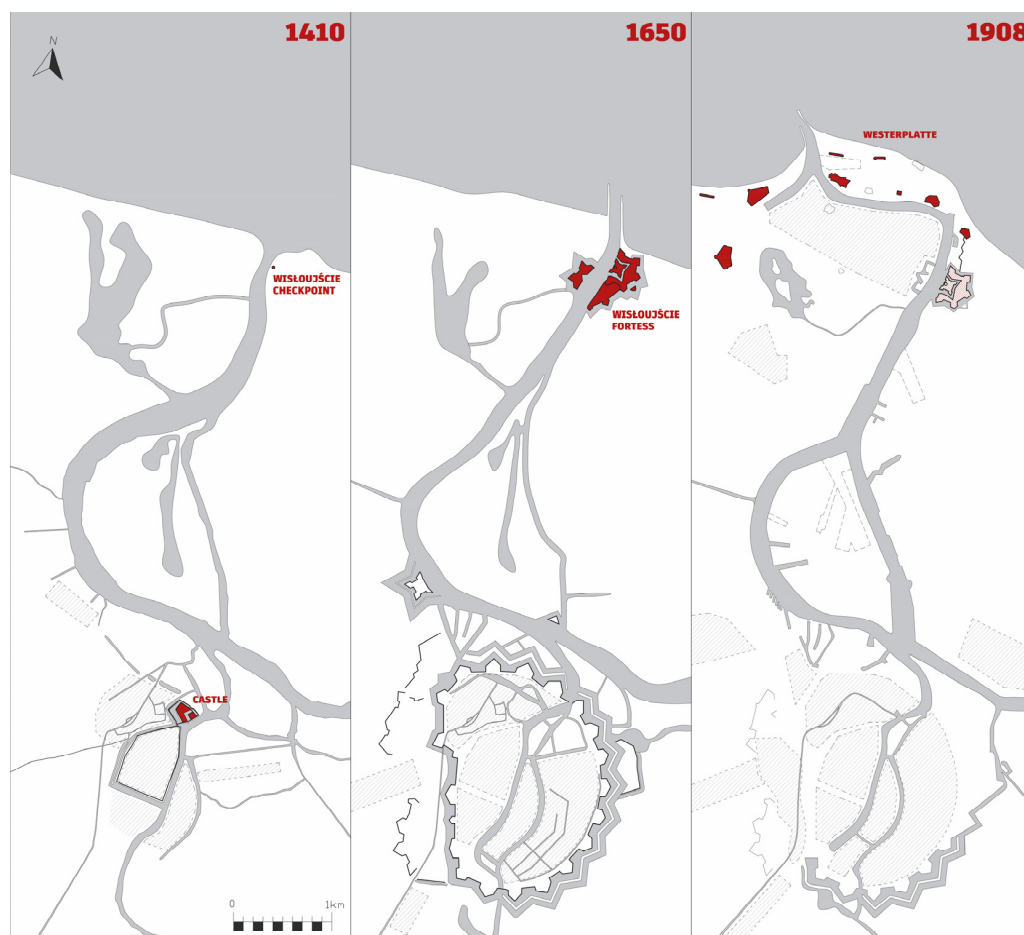 1410
N
WISŁOUJŚCIE
CHECKPOINT
CASTLE
0
1km
1650
WISŁOUJŚCIE
FORTESS
1908
WESTERPLATTE